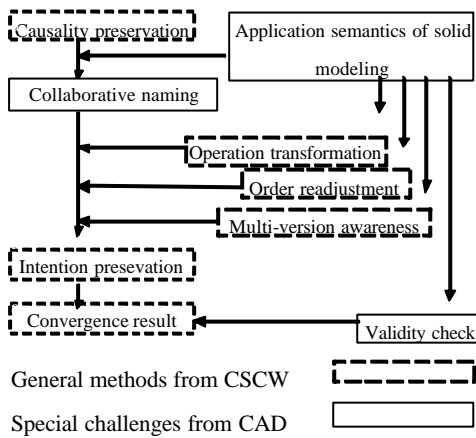 Causality preservation
Application semantics of solid
modeling
Collaborative naming
Operation transformation
Order readjustment
Multi-version awareness
Intention presevation
Convergence result
Validity check
General methods from CSCW
Special challenges from CAD